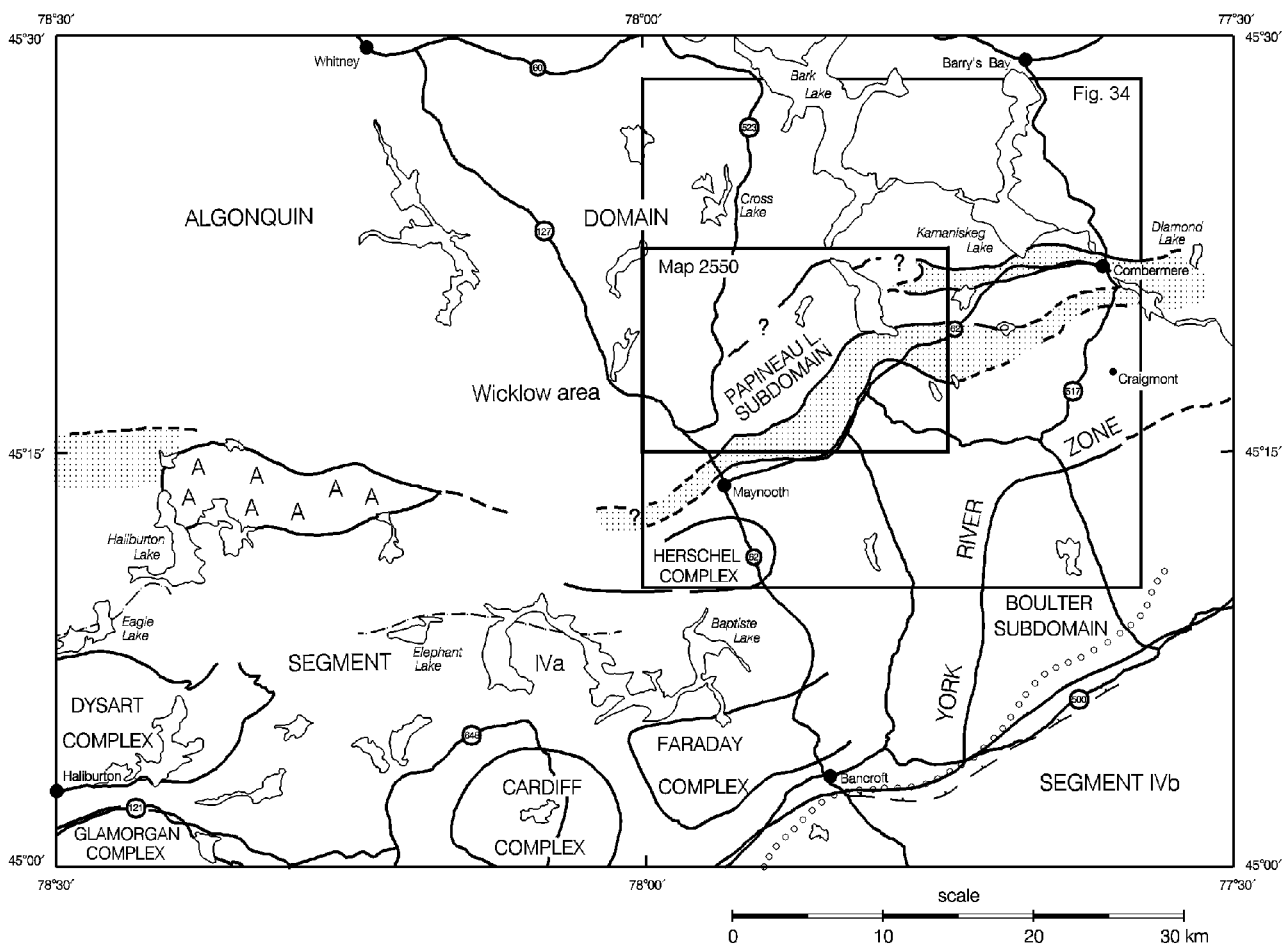 78°30'
78°00'
77°30'
45°30'
45°30'
Whitney
60
Bark
Lake
Barry's Bay
Fig. 34
523
ALGONQUIN
DOMAIN
Cross
Lake
127
Kamaniskeg
Lake
Diamond
Lake
Map 2550
?
Combermere
?
62
PAPINEAU L.
SUBDOMAIN
Wicklow area
Craigmont
517
ZONE
45°15'
45°15'
A
A
A
A
A
A
A
A
Maynooth
?
Haliburton
Lake
RIVER
HERSCHEL
COMPLEX
62
Eagle
Lake
BOULTER
SUBDOMAIN
Baptiste
Lake
SEGMENT
Elephant
Lake
IVa
YORK
DYSART
COMPLEX
500
648
FARADAY
COMPLEX
Haliburton
Bancroft
SEGMENT IVb
CARDIFF
COMPLEX
121
GLAMORGAN
COMPLEX
45°00'
45°00'
78°30'
78°00'
77°30'
scale
0
10
20
30 km